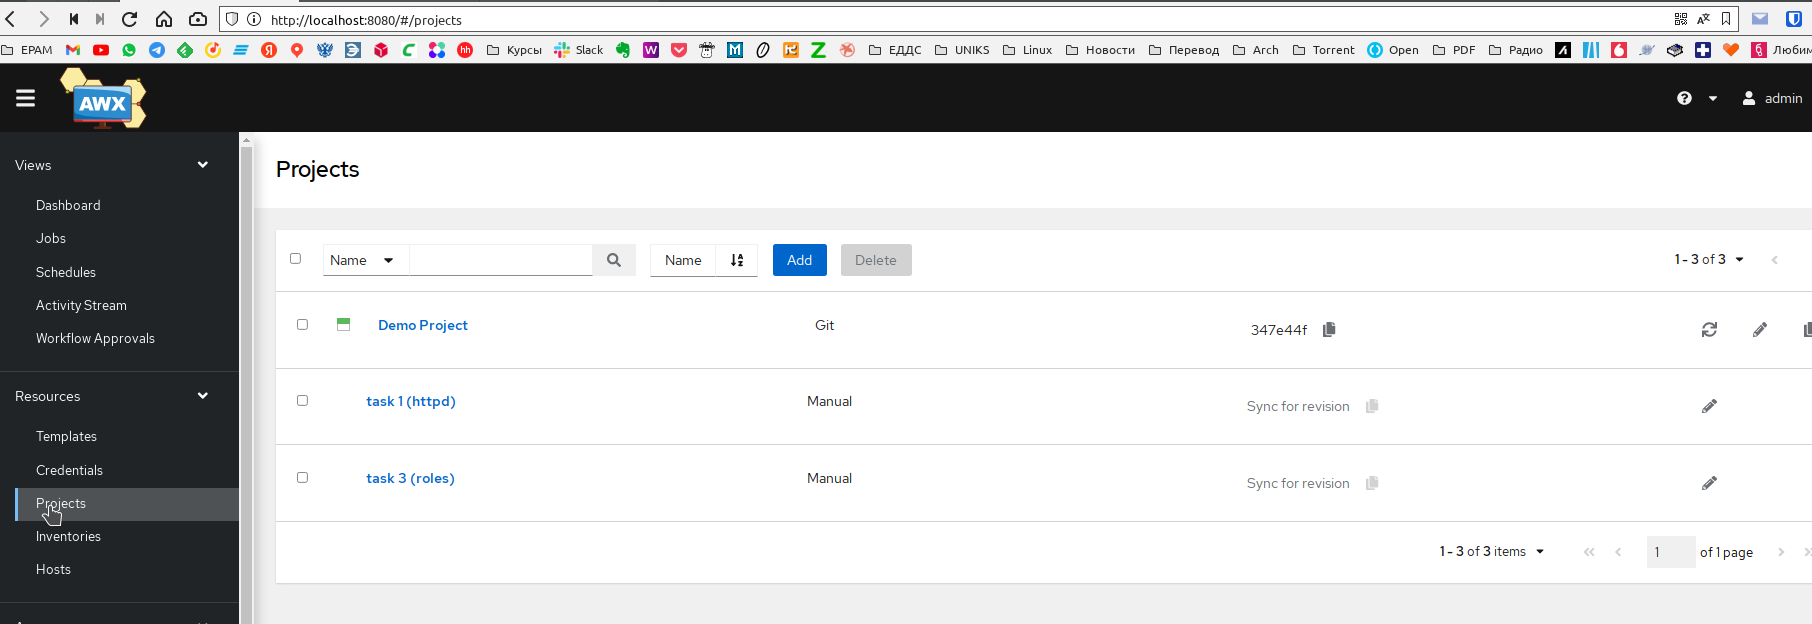 http://localhost:8080/#/projects
EPAM Курсы Slack ЕДДС UNIKS Linux Новости Перевод Arch Torrent Open PDF Радио Любим
AWX admin
Views
Dashboard
Jobs
Schedules
Activity Stream
Workflow Approvals
Resources
Templates
Credentials
Projects
Inventories
Hosts
Projects
Name Name Add Delete 1 - 3 of 3
Demo Project Git 347e44f
task 1 (httpd) Manual Sync for revision
task 3 (roles) Manual Sync for revision
1 - 3 of 3 items 1 of 1 page